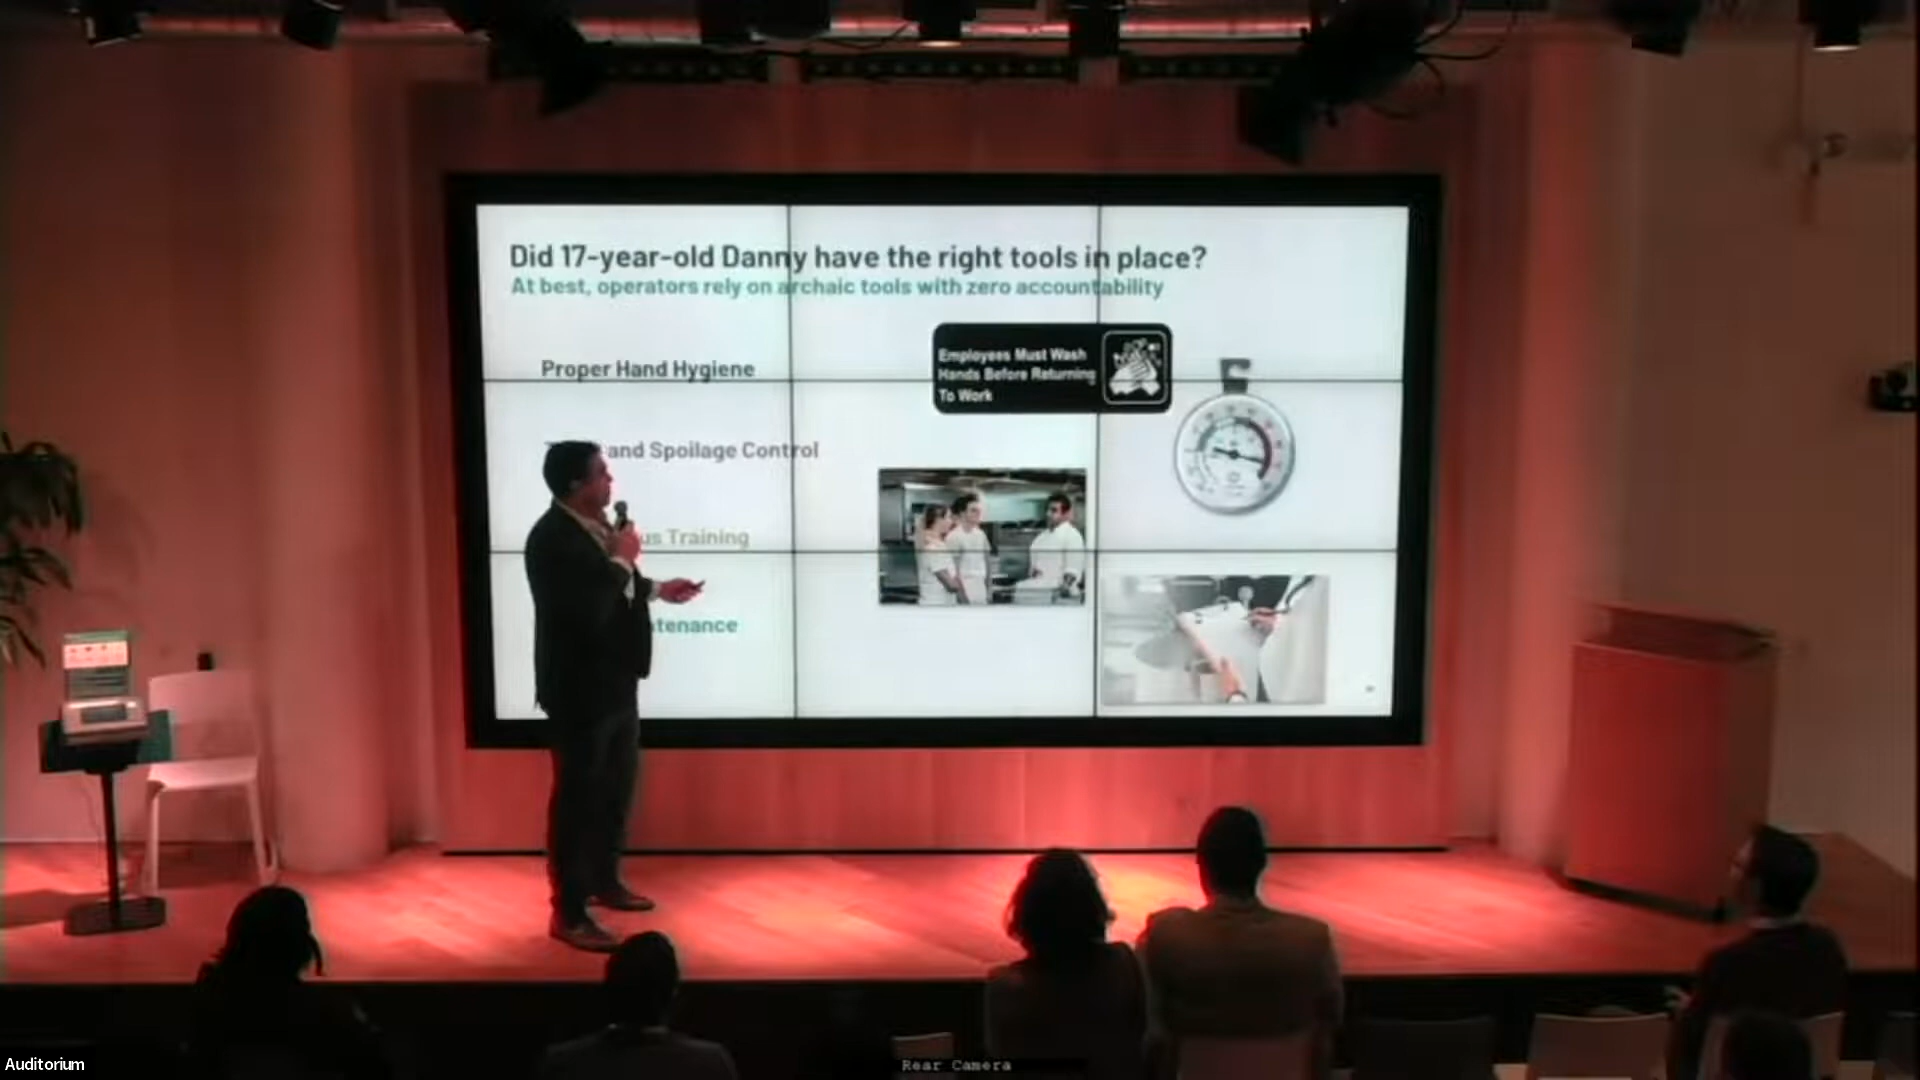 Did 17-year-old Danny have the right tools in place?
At best, operators rely on archaic tools with zero accountability
Proper Hand Hygiene
Employees Must Wash
Hands Before Returning
To Work
and Spoilage Control
Training
Auditorium
Rear Camera